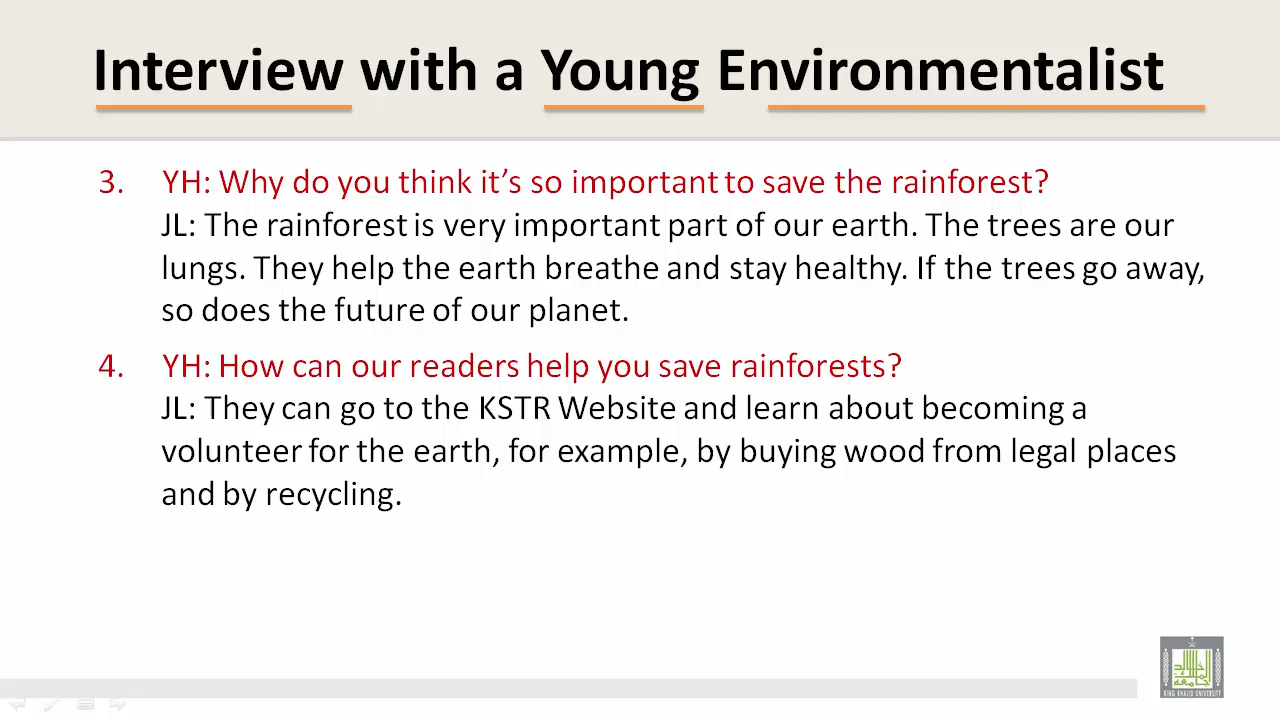 Interview with a Young Environmentalist
3. YH: Why do you think it's so important to save the rainforest?
JL: The rainforest is very important part of our earth. The trees are our
lungs. They help the earth breathe and stay healthy. If the trees go away,
so does the future of our planet.
4. YH: How can our readers help you save rainforests?
JL: They can go to the KSTR Website and learn about becoming a
volunteer for the earth, for example, by buying wood from legal places
and by recycling.
KING KHALID UNIVERSITY